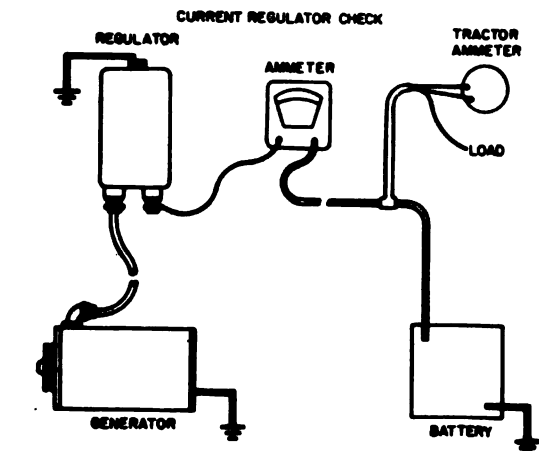 CURRENT REGULATOR CHECK
REGULATOR
TRACTOR
AMMETER
AMMETER
LOAD
GENERATOR
BATTERY